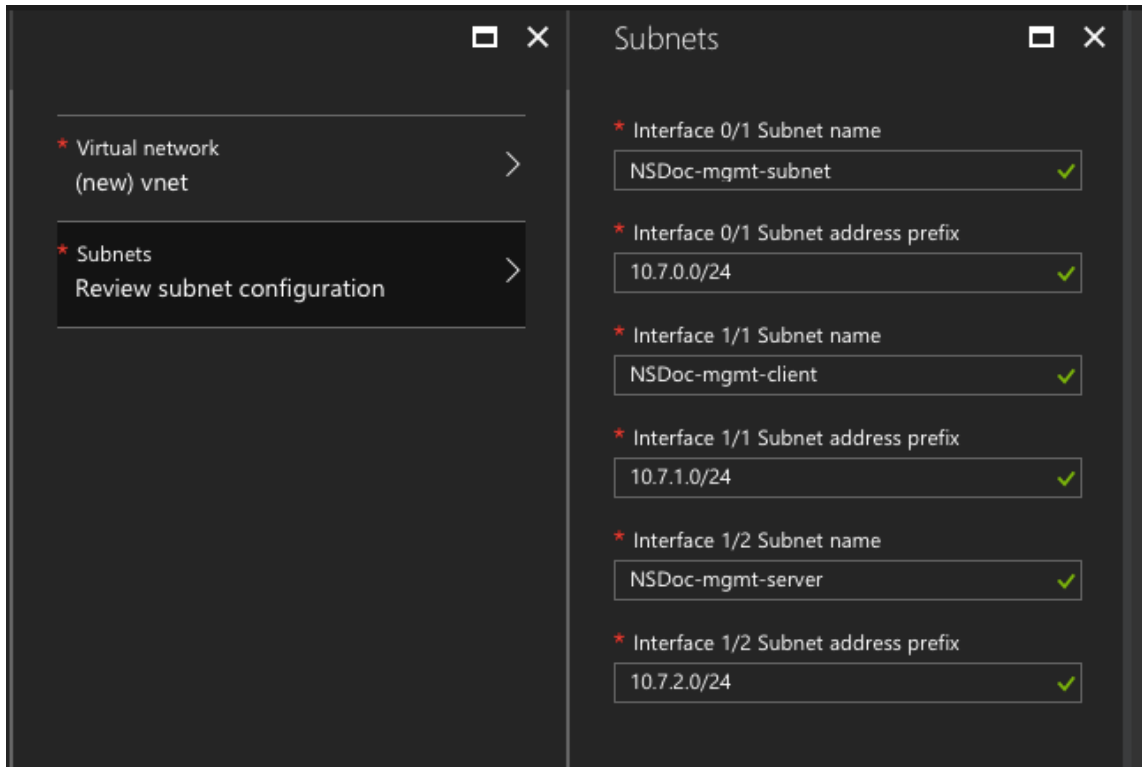 * Virtual network
(new) vnet
* Subnets
Review subnet configuration
Subnets
* Interface 0/1 Subnet name
NSDoc-mgmt-subnet
* Interface 0/1 Subnet address prefix
10.7.0.0/24
* Interface 1/1 Subnet name
NSDoc-mgmt-client
* Interface 1/1 Subnet address prefix
10.7.1.0/24
* Interface 1/2 Subnet name
NSDoc-mgmt-server
* Interface 1/2 Subnet address prefix
10.7.2.0/24